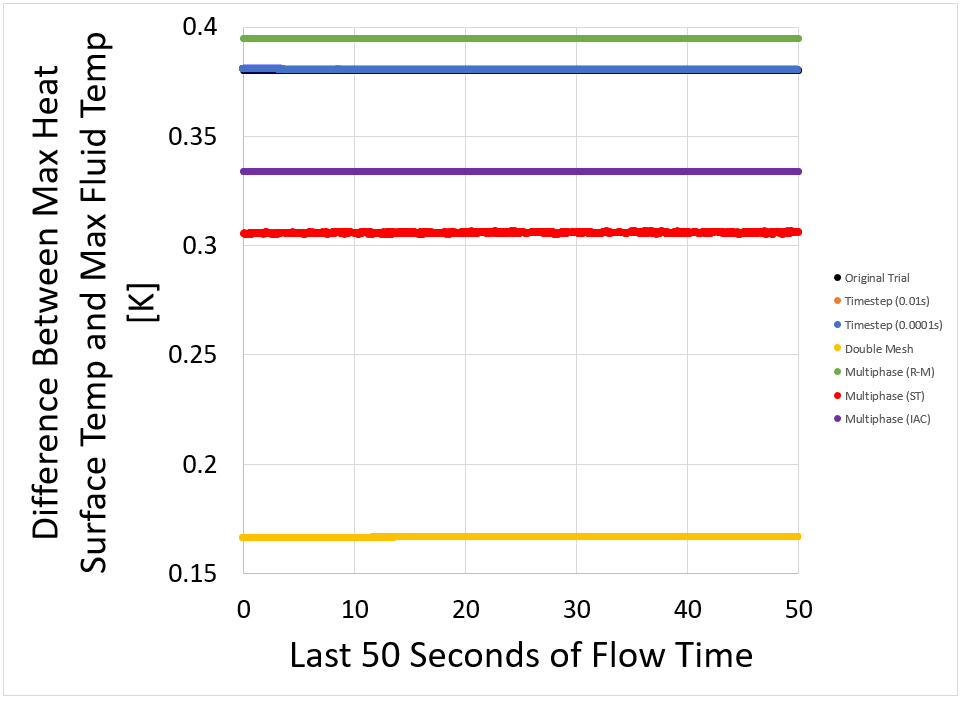 Difference Between Max Heat
Surface Temp and Max Fluid Temp
[K]
0.4
0.35
0.3
0.25
0.2
0.15
0 10 20 30 40 50
Last 50 Seconds of Flow Time
Original Trial
Timestep (0.01s)
Timestep (0.0001s)
Double Mesh
Multiphase (R-M)
Multiphase (ST)
Multiphase (IAC)